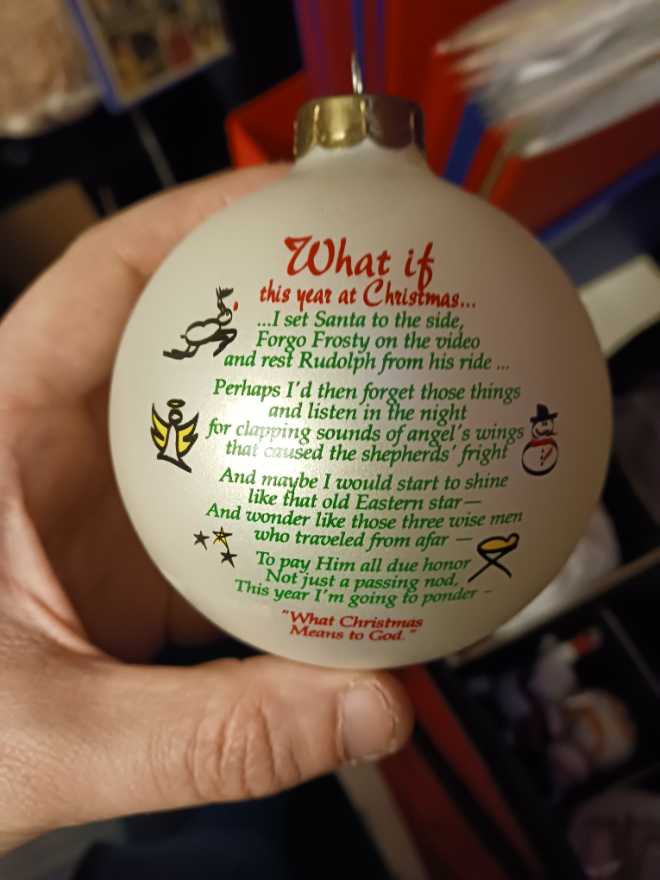 What if
this year at Christmas...
...I set Santa to the side,
Forgo Frosty on the video
and rest Rudolph from his ride ...
Perhaps I'd then forget those things
and listen in the night
for clapping sounds of angel's wings
that caused the shepherds' fright
And maybe I would start to shine
like that old Eastern star—
And wonder like those three wise men
who traveled from afar —
To pay Him all due honor
Not just a passing nod,
This year I'm going to ponder –
"What Christmas
Means to God."